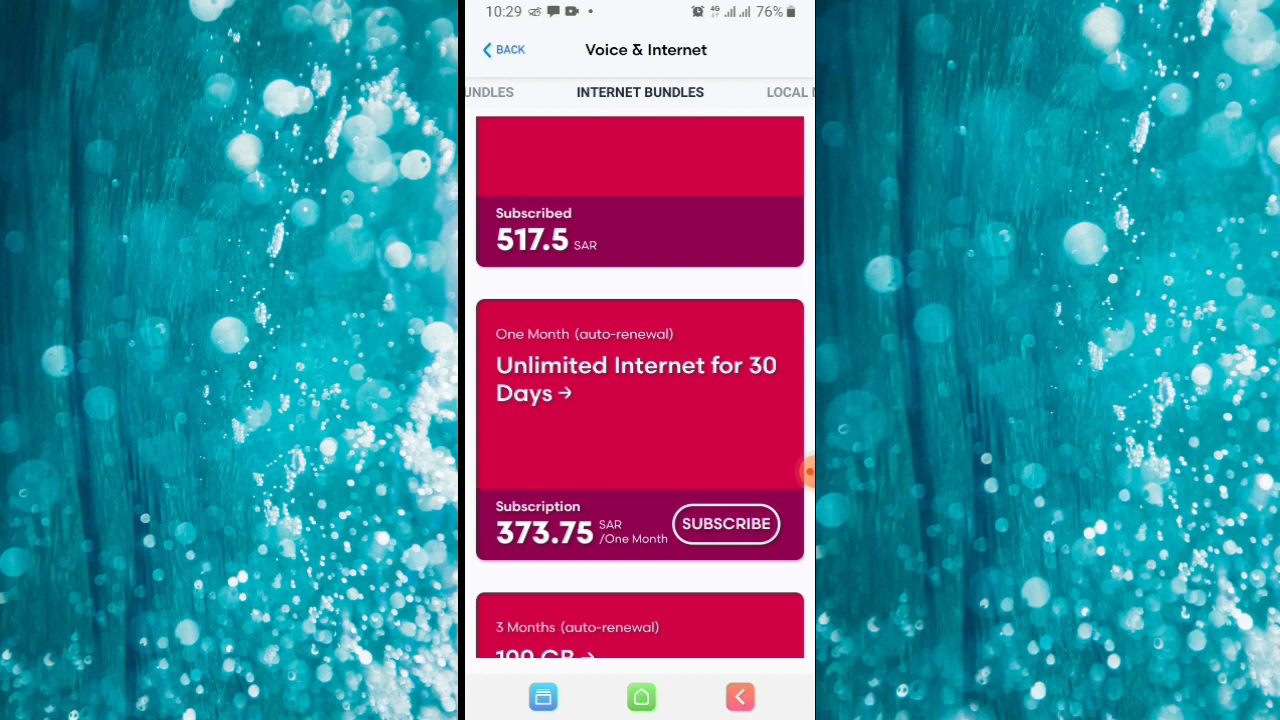 10:29 4G 76%
BACK Voice & Internet
UNDLES INTERNET BUNDLES LOCAL
Subscribed
517.5 SAR
One Month (auto-renewal)
Unlimited Internet for 30
Days →
Subscription
373.75 SAR
/One Month
SUBSCRIBE
3 Months (auto-renewal)
100 GB →